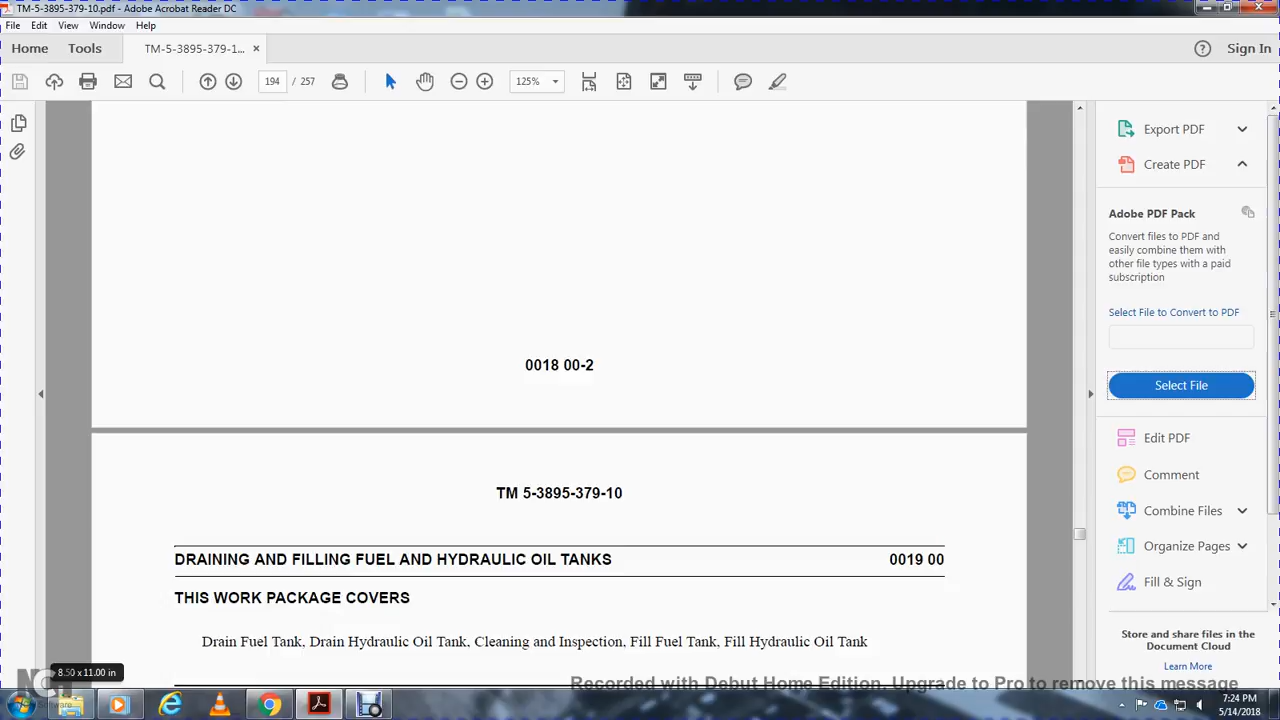 TM-5-3895-379-10.pdf - Adobe Acrobat Reader DC
File Edit View Window Help
Home Tools TM-5-3895-379-1... × Sign In
194 / 257 125%
Export PDF
Create PDF
Adobe PDF Pack
Convert files to PDF and
easily combine them with
other file types with a paid
subscription
Select File to Convert to PDF
Select File
Edit PDF
Comment
Combine Files
Organize Pages
Fill & Sign
Store and share files in the
Document Cloud
Learn More
0018 00-2
TM 5-3895-379-10
DRAINING AND FILLING FUEL AND HYDRAULIC OIL TANKS 0019 00
THIS WORK PACKAGE COVERS
Drain Fuel Tank, Drain Hydraulic Oil Tank, Cleaning and Inspection, Fill Fuel Tank, Fill Hydraulic Oil Tank
8.50 x 11.00 in
Recorded with Debut Home Edition. Upgrade to Pro to remove this message
7:24 PM
5/14/2018